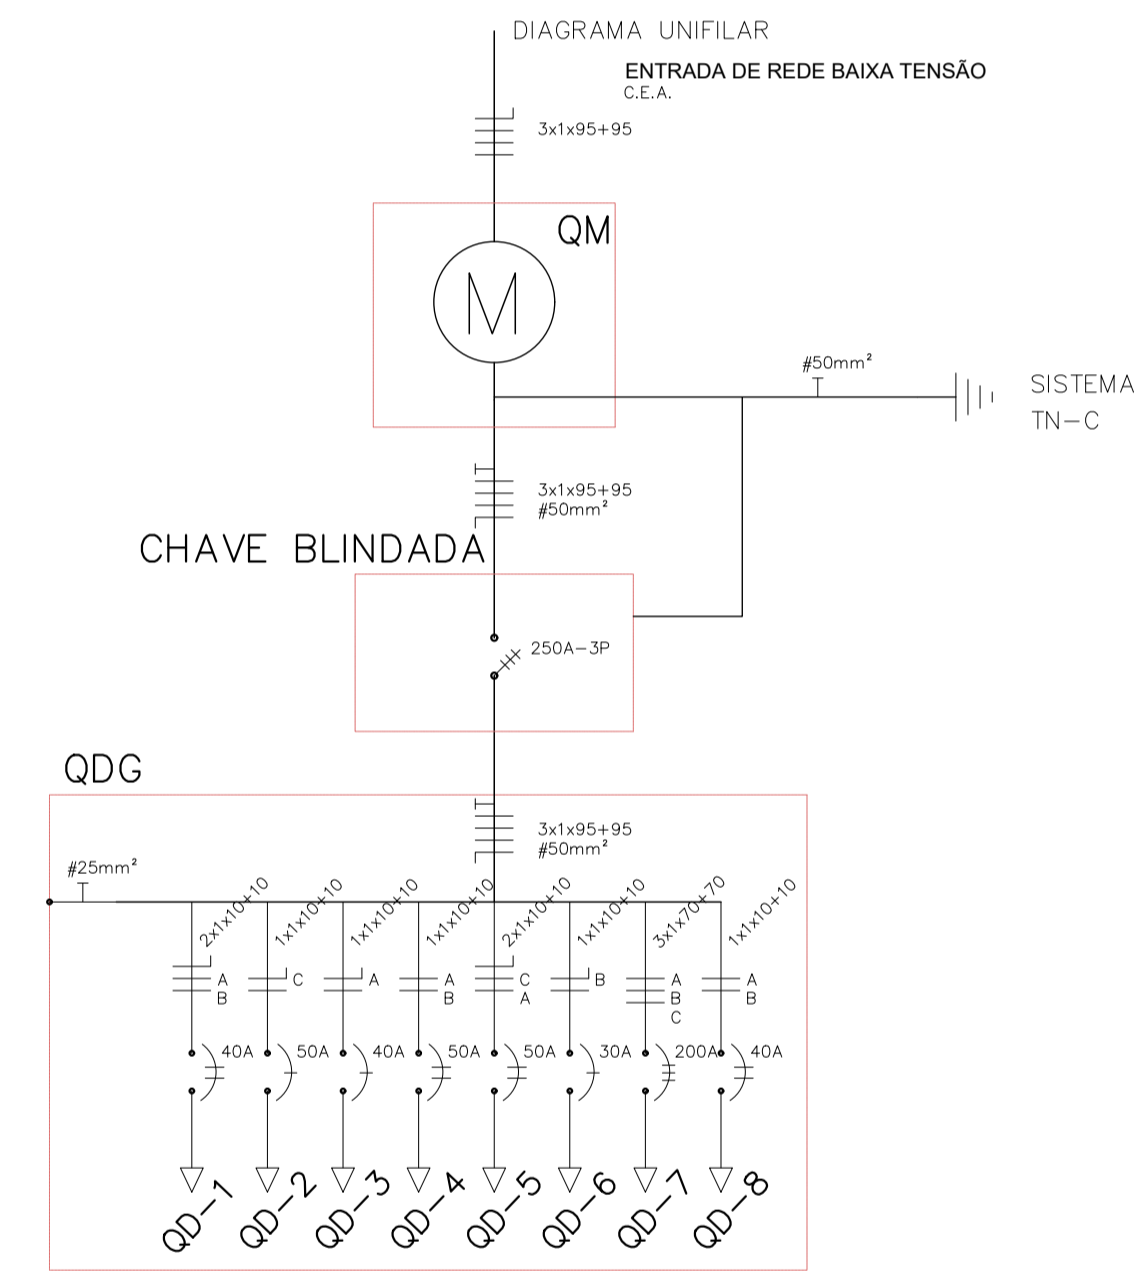 DIAGRAMA UNIFILAR
ENTRADA DE REDE BAIXA TENSÃO
C.E.A.
3x1x95+95
QM
M
#50mm²
SISTEMA
TN-C
3x1x95+95
#50mm²
CHAVE BLINDADA
250A-3P
QDG
3x1x95+95
#50mm²
#25mm²
2x1x10+10
1x1x10+10
1x1x10+10
1x1x10+10
2x1x10+10
1x1x10+10
3x1x70+70
1x1x10+10
A
B
C
A
A
B
C
A
B
A
B
C
A
B
40A
50A
40A
50A
50A
30A
200A
40A
QD-1
QD-2
QD-3
QD-4
QD-5
QD-6
QD-7
QD-8